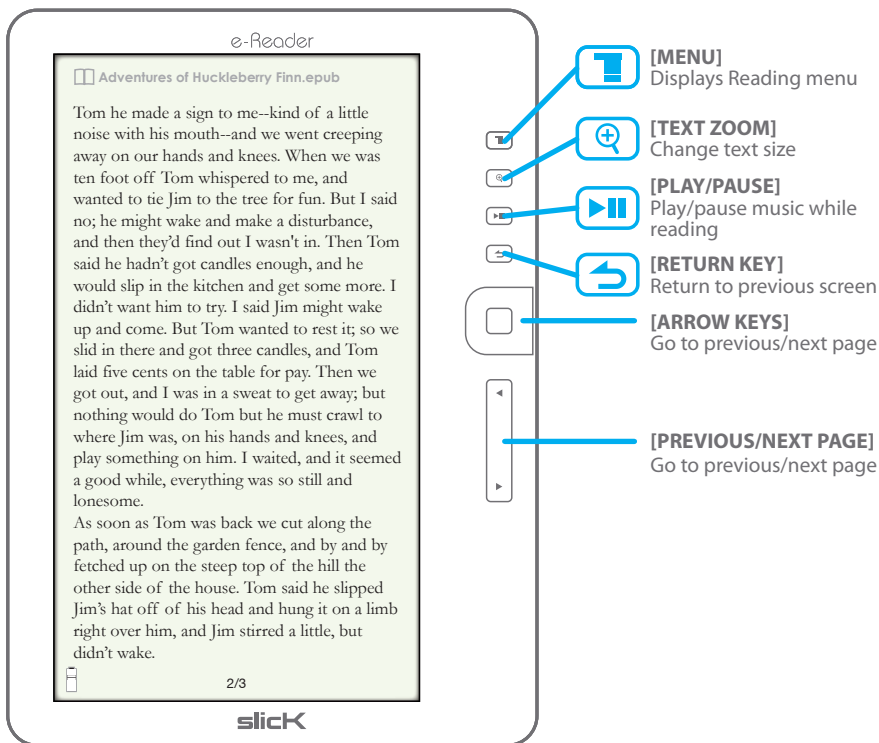 e-Reader
Adventures of Huckleberry Finn.epub
Tom he made a sign to me--kind of a little
noise with his mouth--and we went creeping
away on our hands and knees. When we was
ten foot off Tom whispered to me, and
wanted to tie Jim to the tree for fun. But I said
no; he might wake and make a disturbance,
and then they'd find out I wasn't in. Then Tom
said he hadn't got candles enough, and he
would slip in the kitchen and get some more. I
didn't want him to try. I said Jim might wake
up and come. But Tom wanted to rest it; so we
slid in there and got three candles, and Tom
laid five cents on the table for pay. Then we
got out, and I was in a sweat to get away; but
nothing would do Tom but he must crawl to
where Jim was, on his hands and knees, and
play something on him. I waited, and it seemed
a good while, everything was so still and
lonesome.
As soon as Tom was back we cut along the
path, around the garden fence, and by and by
fetched up on the steep top of the hill the
other side of the house. Tom said he slipped
Jim's hat off of his head and hung it on a limb
right over him, and Jim stirred a little, but
didn't wake.
2/3
slick
[MENU]
Displays Reading menu
[TEXT ZOOM]
Change text size
[PLAY/PAUSE]
Play/pause music while
reading
[RETURN KEY]
Return to previous screen
[ARROW KEYS]
Go to previous/next page
[PREVIOUS/NEXT PAGE]
Go to previous/next page